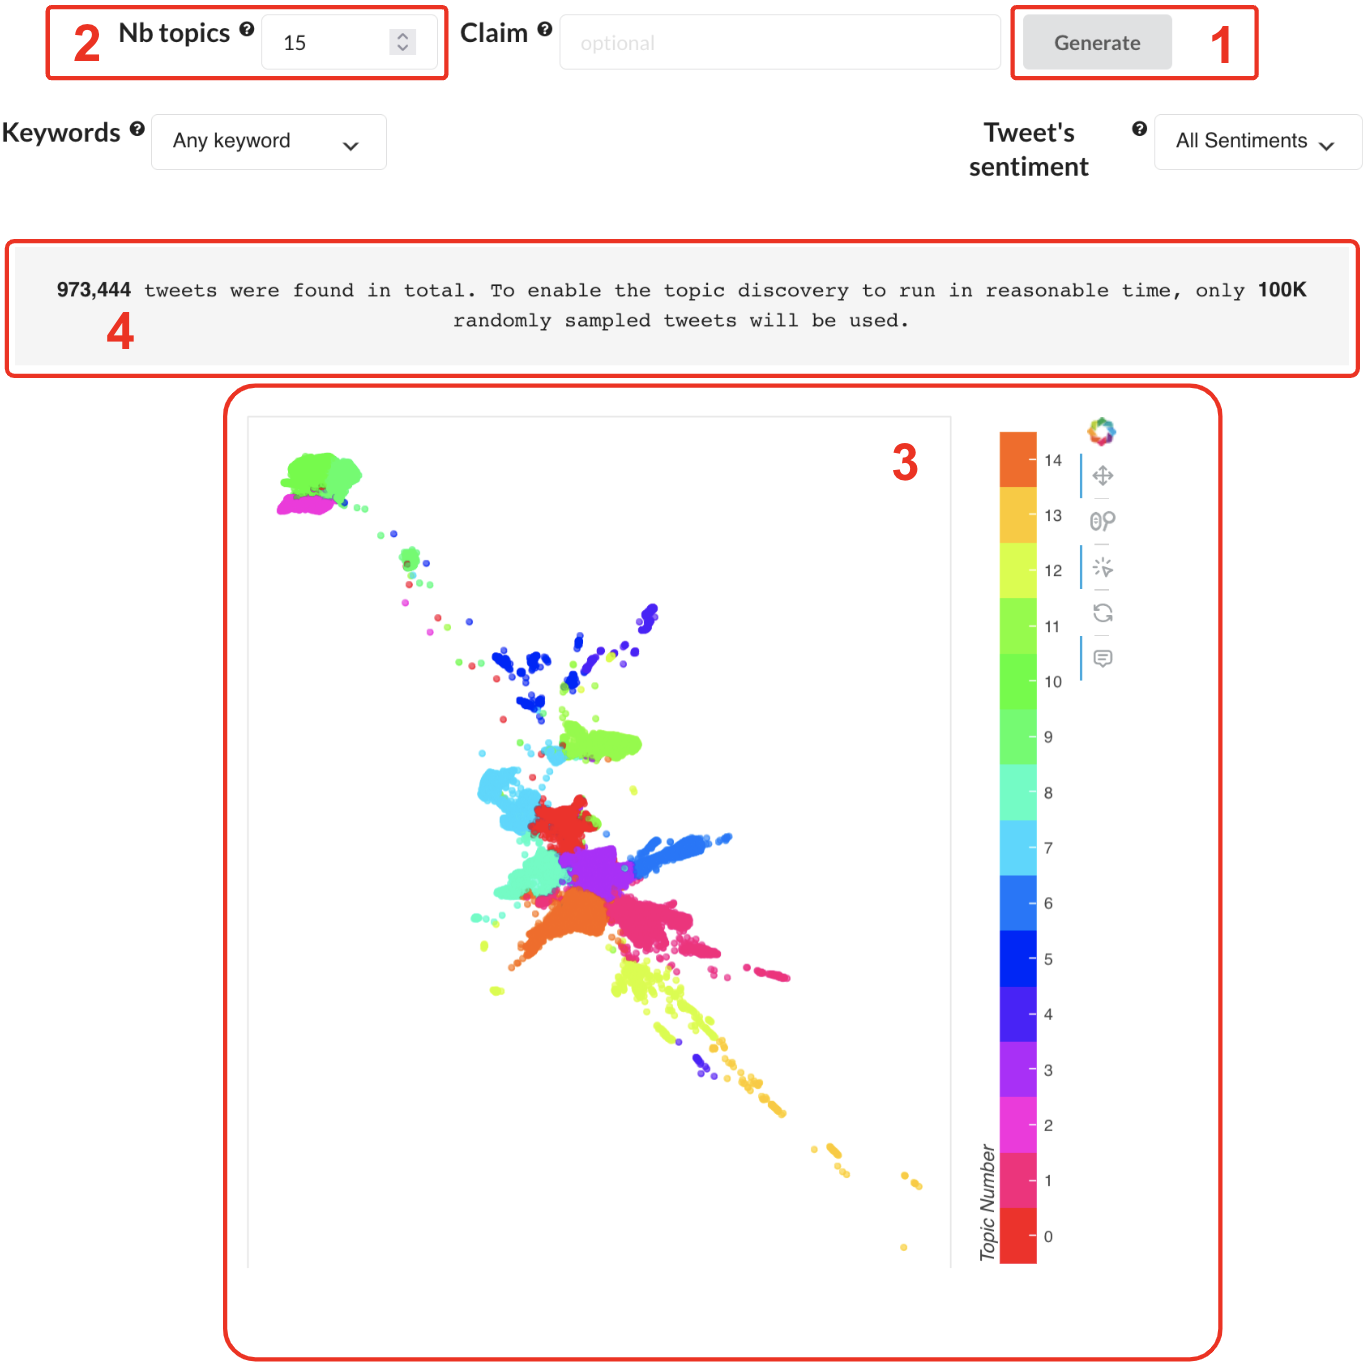 2 Nb topics ? 15 Claim ? optional Generate 1
Keywords ? Any keyword Tweet's ? All Sentiments
sentiment
973,444 tweets were found in total. To enable the topic discovery to run in reasonable time, only 100K
randomly sampled tweets will be used.
4
3
14
13
12
11
10
9
8
7
6
5
4
3
2
1
0
Topic Number